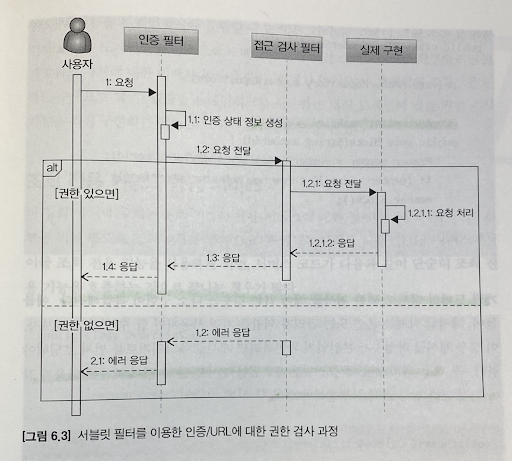 인증 필터
접근 검사 필터
실제 구현
사용자
1: 요청
1.1: 인증 상태 정보 생성
1.2: 요청 전달
alt
[권한 있으면]
1.2.1: 요청 전달
1.2.1.1: 요청 처리
1.2.1.2: 응답
1.3: 응답
1.4: 응답
[권한 없으면]
1.2: 에러 응답
2.1: 에러 응답
[그림 6.3] 서블릿 필터를 이용한 인증/URL에 대한 권한 검사 과정